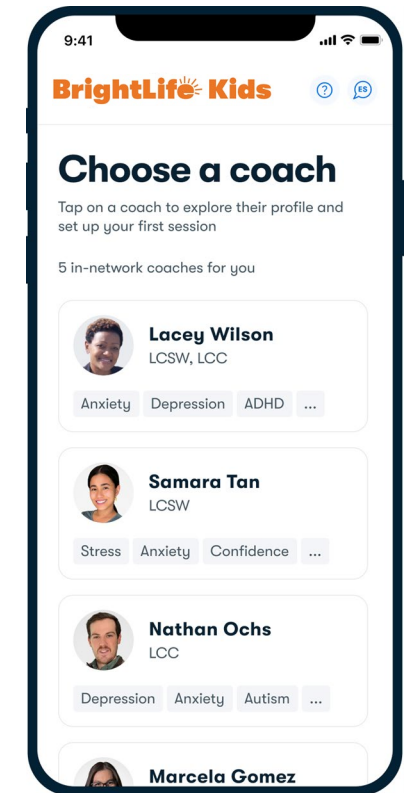 9:41
BrightLife Kids
?
ES
Choose a coach
Tap on a coach to explore their profile and
set up your first session
5 in-network coaches for you
Lacey Wilson
LCSW, LCC
Anxiety Depression ADHD ...
Samara Tan
LCSW
Stress Anxiety Confidence ...
Nathan Ochs
LCC
Depression Anxiety Autism ...
Marcela Gomez